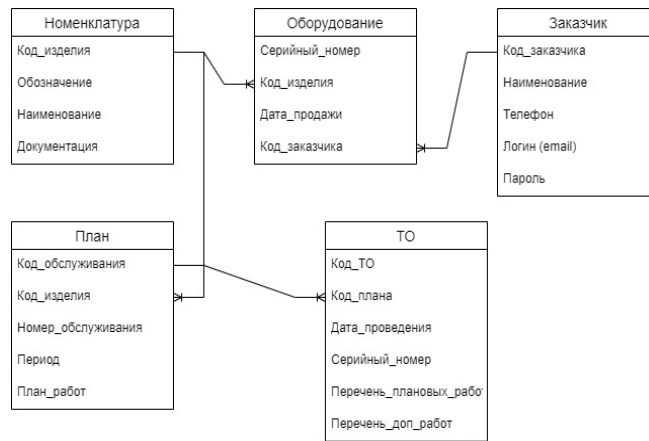 Номенклатура
Код_изделия
Обозначение
Наименование
Документация
Оборудование
Серийный_номер
Код_изделия
Дата_продажи
Код_заказчика
Заказчик
Код_заказчика
Наименование
Телефон
Логин (email)
Пароль
План
Код_обслуживания
Код_изделия
Номер_обслуживания
Период
План_работ
ТО
Код_ТО
Код_плана
Дата_проведения
Серийный_номер
Перечень_плановых_рабо
Перечень_доп_работ